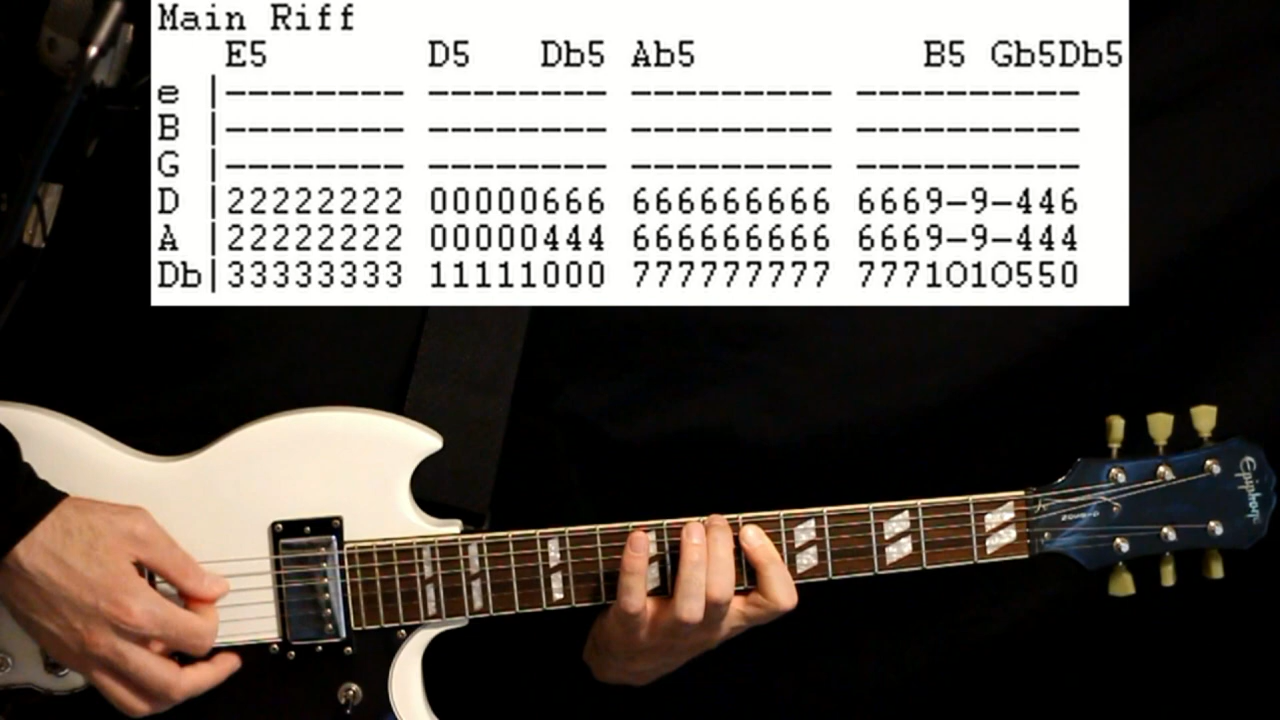 Main Riff
E5 D5 Db5 Ab5 B5 Gb5Db5
e |-------- -------- --------- ----------
B |-------- -------- --------- ----------
G |-------- -------- --------- ----------
D |22222222 00000666 666666666 6669-9-446
A |22222222 00000444 666666666 6669-9-444
Db|33333333 11111000 777777777 7771010550
Epiphone